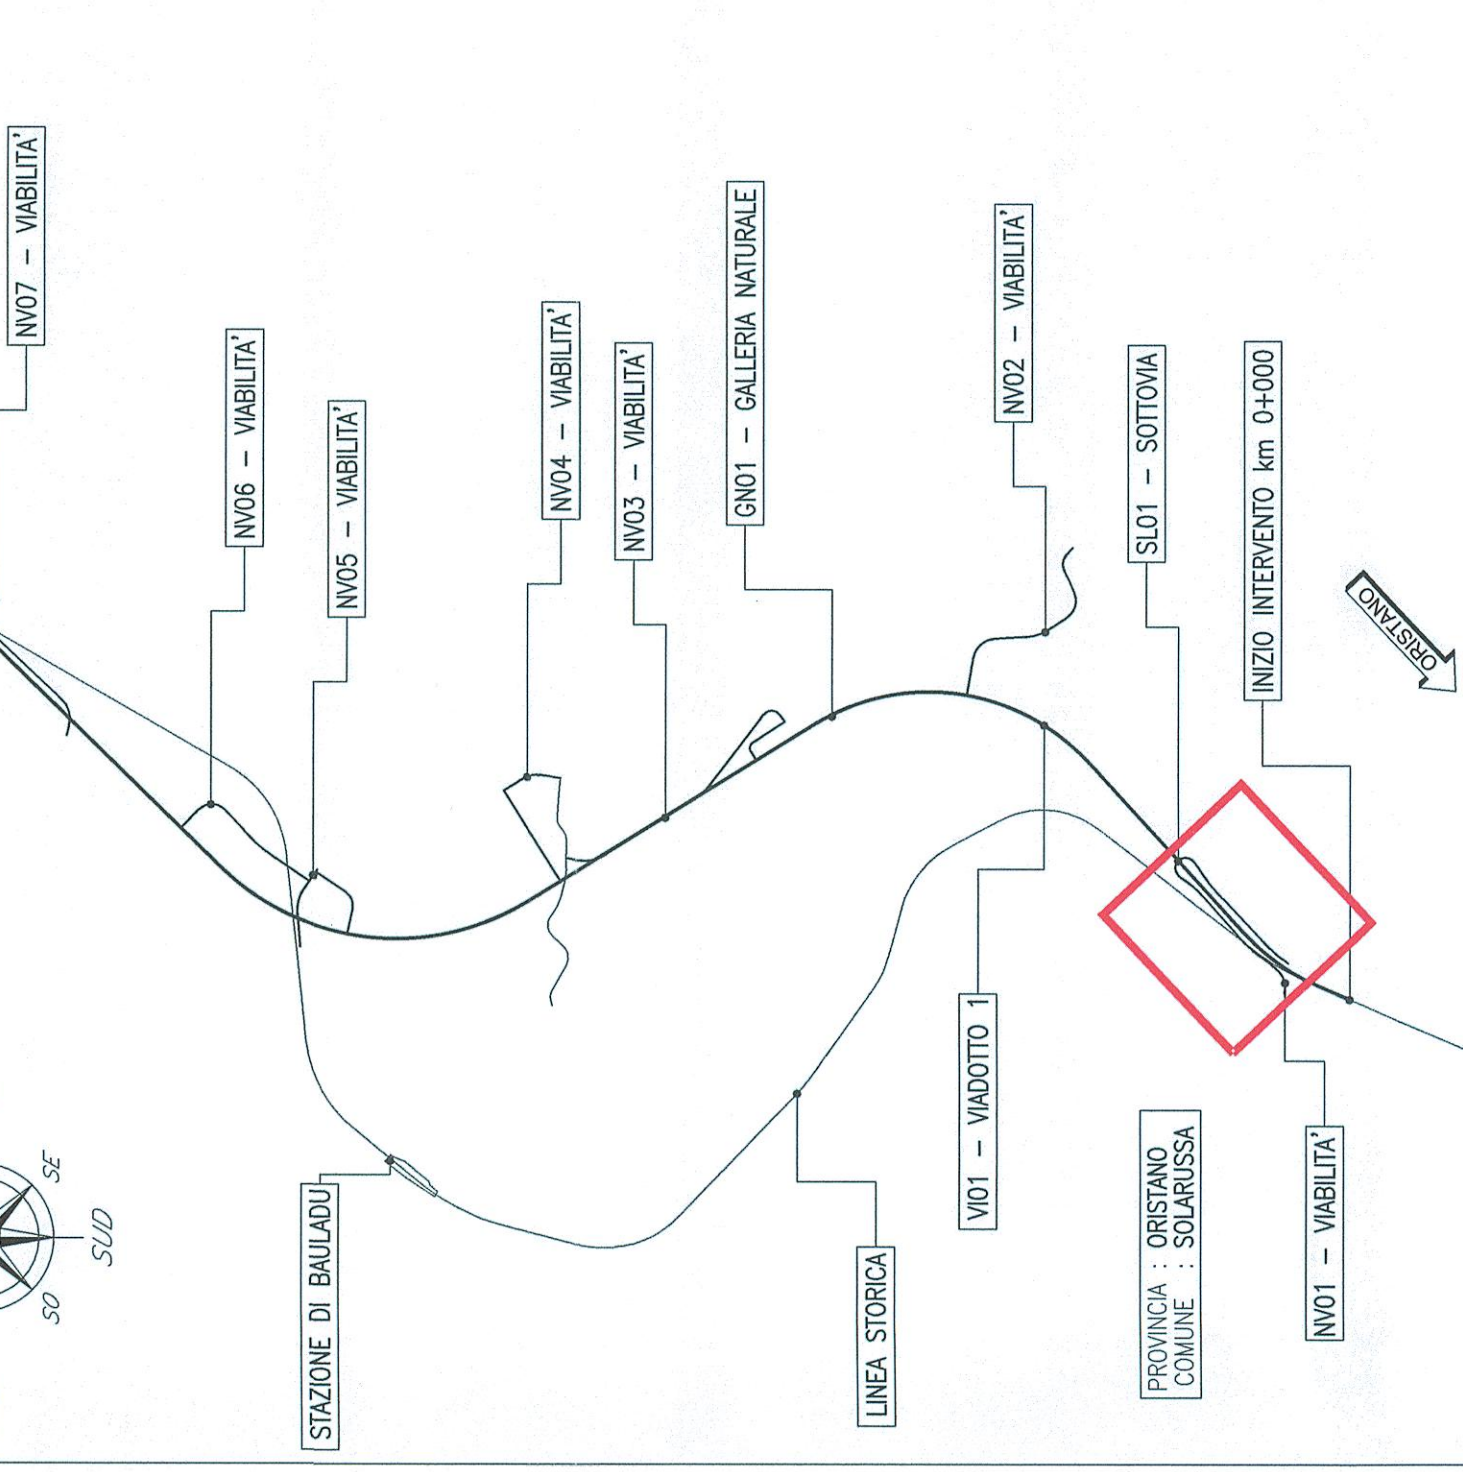 NV07 – VIABILITA'
NV06 – VIABILITA'
NV05 – VIABILITA'
NV04 – VIABILITA'
NV03 – VIABILITA'
GN01 – GALLERIA NATURALE
NV02 – VIABILITA'
SL01 – SOTTOVIA
INIZIO INTERVENTO km 0+000
ORISTANO
SE
SUD
SO
STAZIONE DI BAULADU
LINEA STORICA
VI01 – VIADOTTO 1
PROVINCIA : ORISTANO
COMUNE : SOLARUSSA
NV01 – VIABILITA'